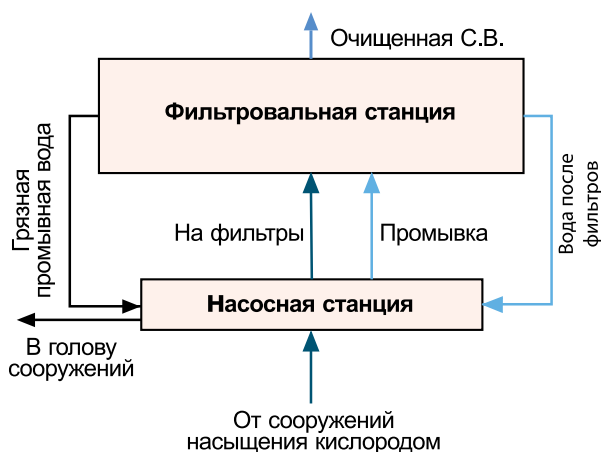 Очищенная С.В.
Фильтровальная станция
Грязная
промывная вода
На фильтры
Промывка
Вода после
фильтров
Насосная станция
В голову
сооружений
От сооружений
насыщения кислородом